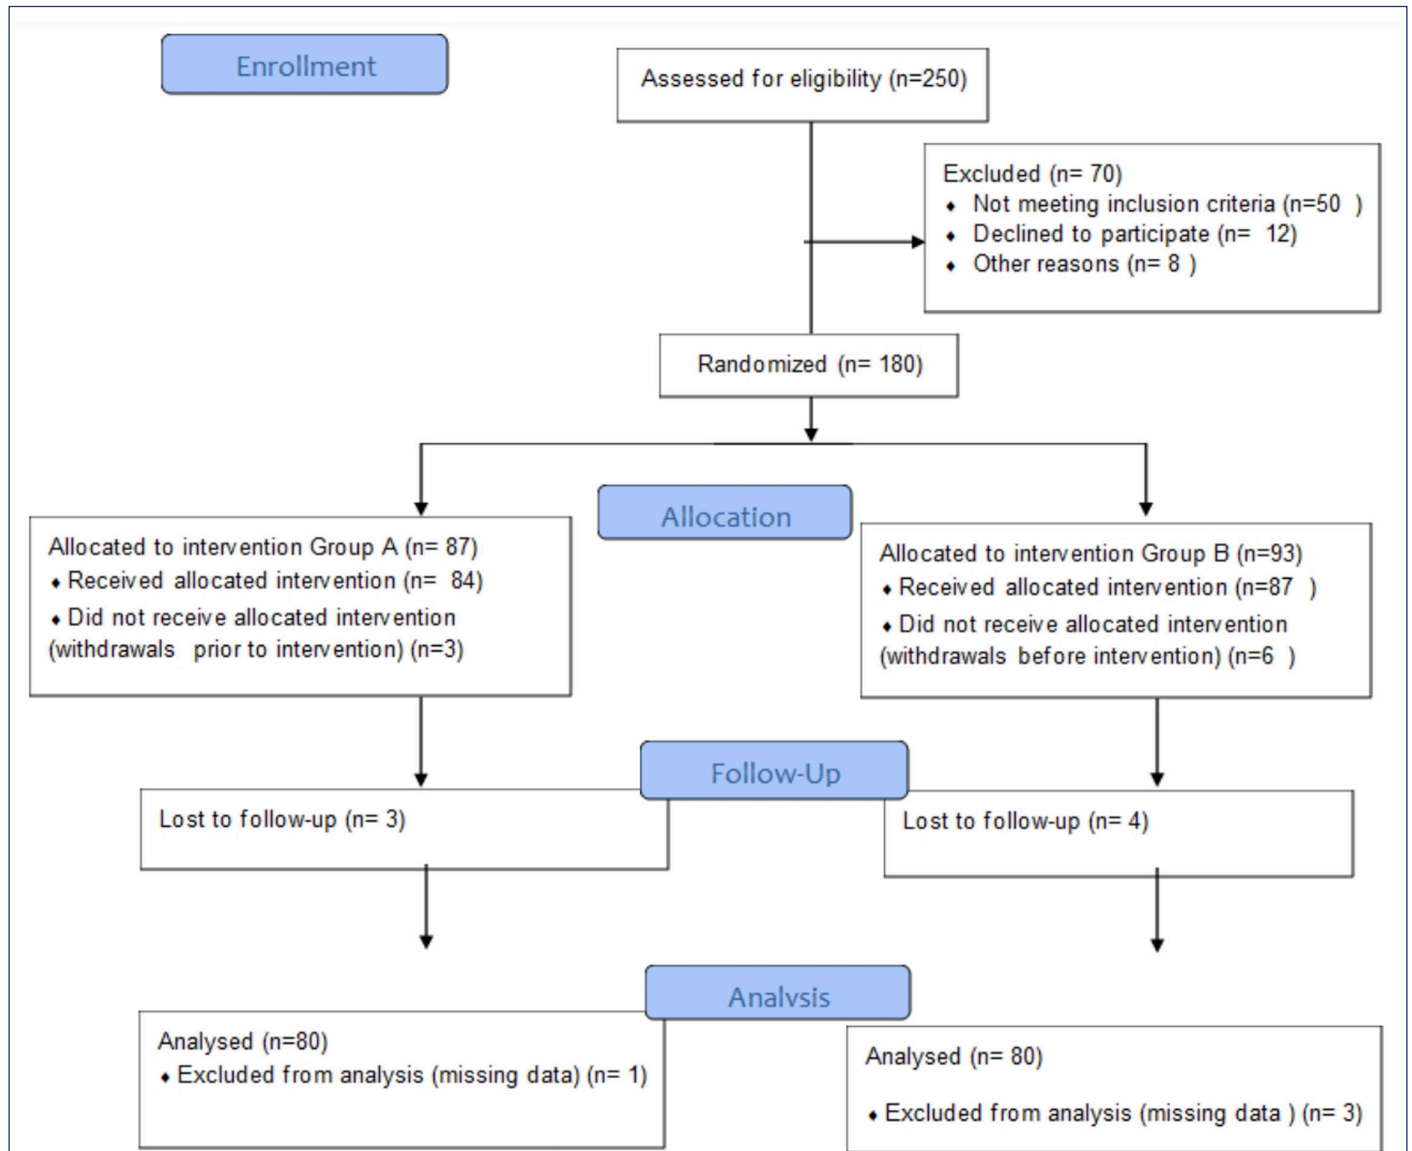 Enrollment
Assessed for eligibility (n=250)
Excluded (n= 70)
♦ Not meeting inclusion criteria (n=50 )
♦ Declined to participate (n= 12)
♦ Other reasons (n= 8 )
Randomized (n= 180)
Allocation
Allocated to intervention Group A (n= 87)
♦ Received allocated intervention (n= 84)
♦ Did not receive allocated intervention
(withdrawals prior to intervention) (n=3)
Allocated to intervention Group B (n=93)
♦ Received allocated intervention (n=87 )
♦ Did not receive allocated intervention
(withdrawals before intervention) (n=6 )
Follow-Up
Lost to follow-up (n= 3)
Lost to follow-up (n= 4)
Analysis
Analysed (n=80)
♦ Excluded from analysis (missing data) (n= 1)
Analysed (n= 80)
♦ Excluded from analysis (missing data ) (n= 3)